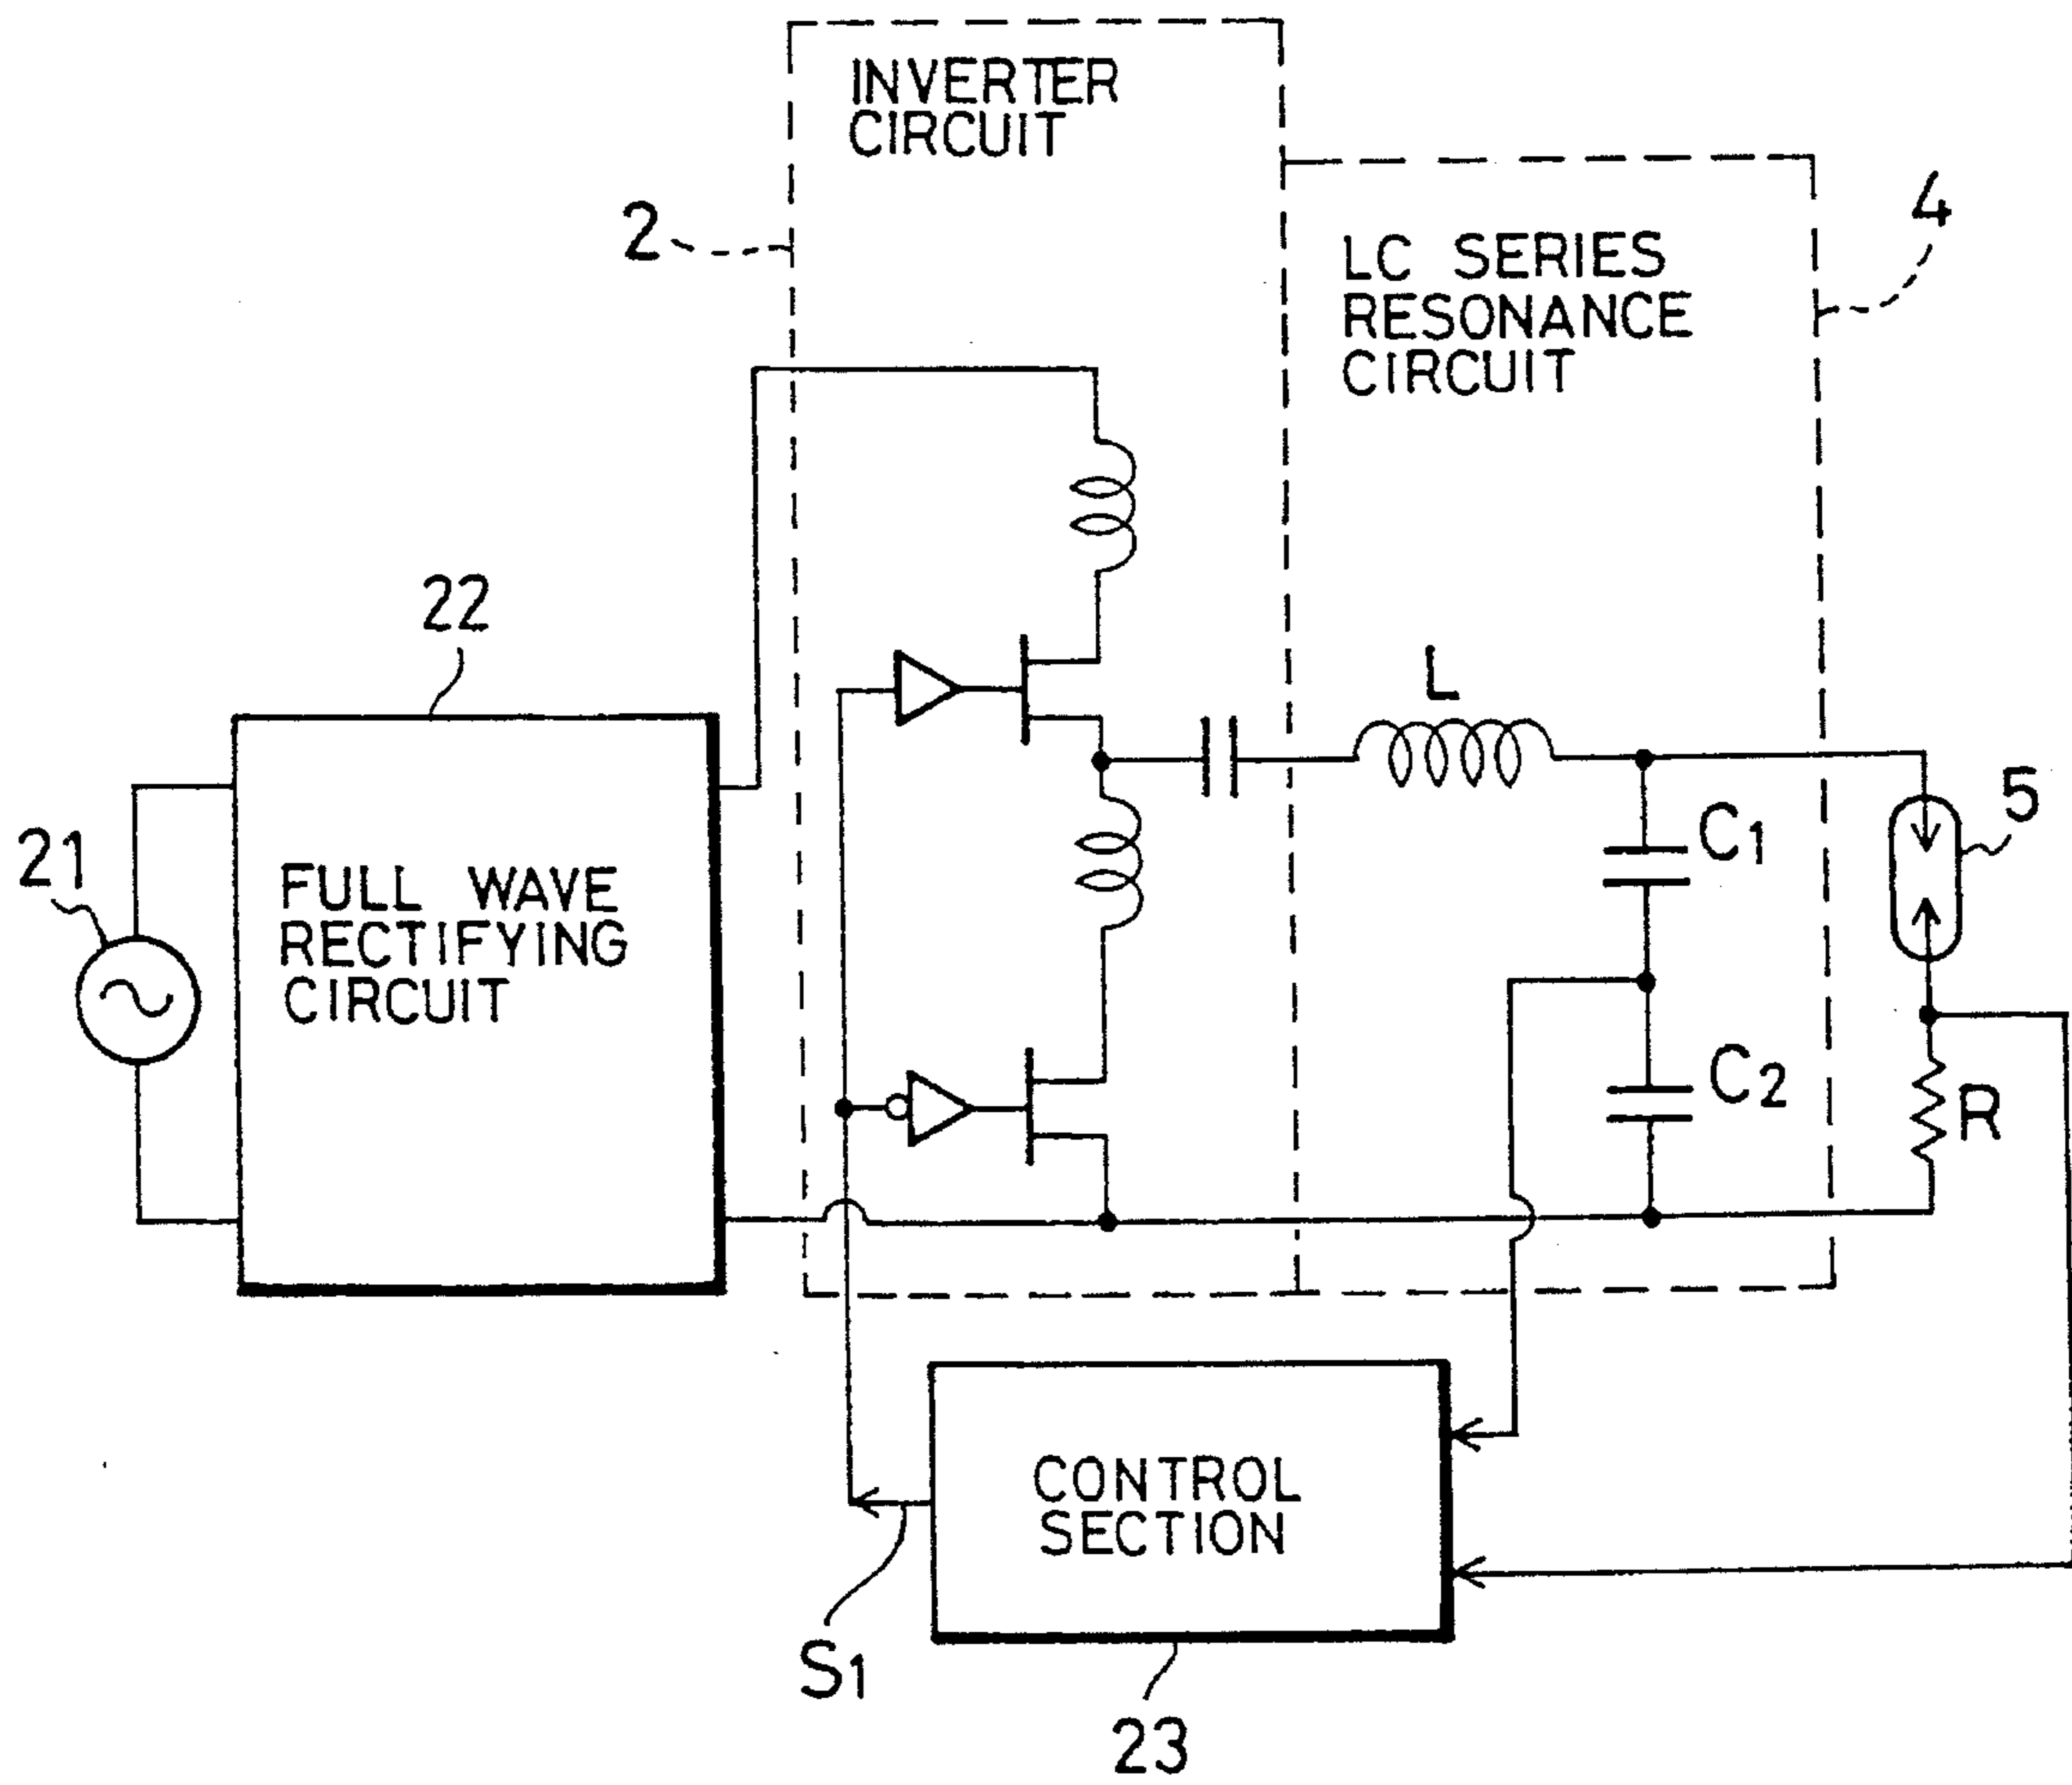 INVERTER
CIRCUIT
2
4
LC SERIES
RESONANCE
CIRCUIT
22
L
21
FULL WAVE
RECTIFYING
CIRCUIT
C1
5
C2
R
CONTROL
SECTION
S1
23